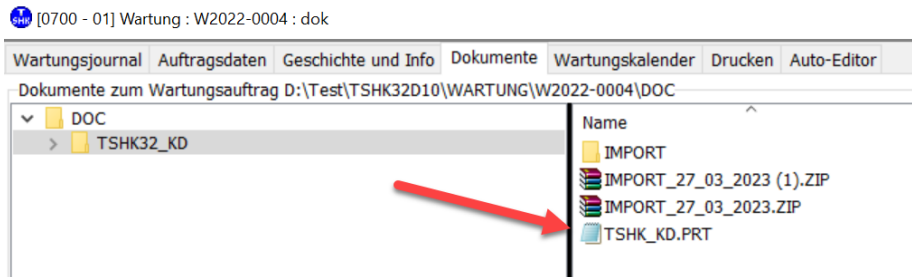 TSHK [0700 - 01] Wartung : W2022-0004 : dok
Wartungsjournal Auftragsdaten Geschichte und Info Dokumente Wartungskalender Drucken Auto-Editor
Dokumente zum Wartungsauftrag D:\Test\TSHK32D10\WARTUNG\W2022-0004\DOC
DOC
TSHK32_KD
Name
IMPORT
IMPORT_27_03_2023 (1).ZIP
IMPORT_27_03_2023.ZIP
TSHK_KD.PRT